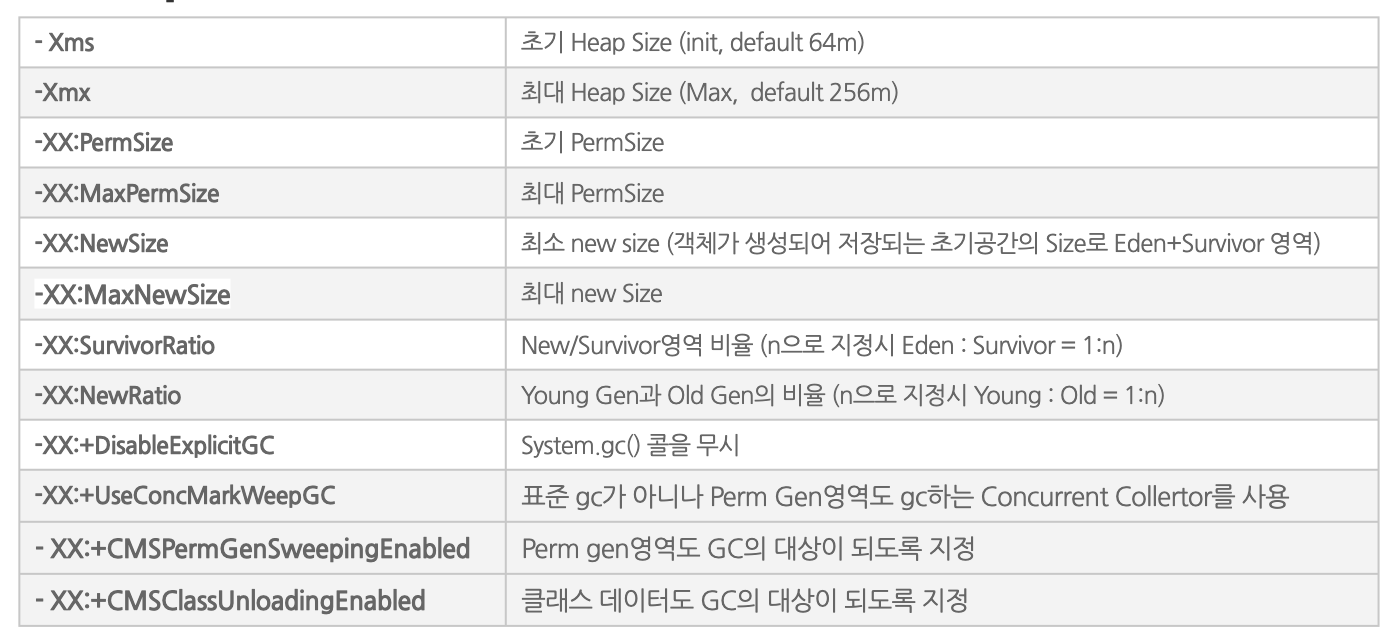 - Xms 초기 Heap Size (init, default 64m)
-Xmx 최대 Heap Size (Max,  default 256m)
-XX:PermSize 초기 PermSize
-XX:MaxPermSize 최대 PermSize
-XX:NewSize 최소 new size (객체가 생성되어 저장되는 초기공간의 Size로 Eden+Survivor 영역)
-XX:MaxNewSize 최대 new Size
-XX:SurvivorRatio New/Survivor영역 비율 (n으로 지정시 Eden : Survivor = 1:n)
-XX:NewRatio Young Gen과 Old Gen의 비율 (n으로 지정시 Young : Old = 1:n)
-XX:+DisableExplicitGC System.gc() 콜을 무시
-XX:+UseConcMarkWeepGC 표준 gc가 아니나 Perm Gen영역도 gc하는 Concurrent Collertor를 사용
- XX:+CMSPermGenSweepingEnabled Perm gen영역도 GC의 대상이 되도록 지정
- XX:+CMSClassUnloadingEnabled 클래스 데이터도 GC의 대상이 되도록 지정